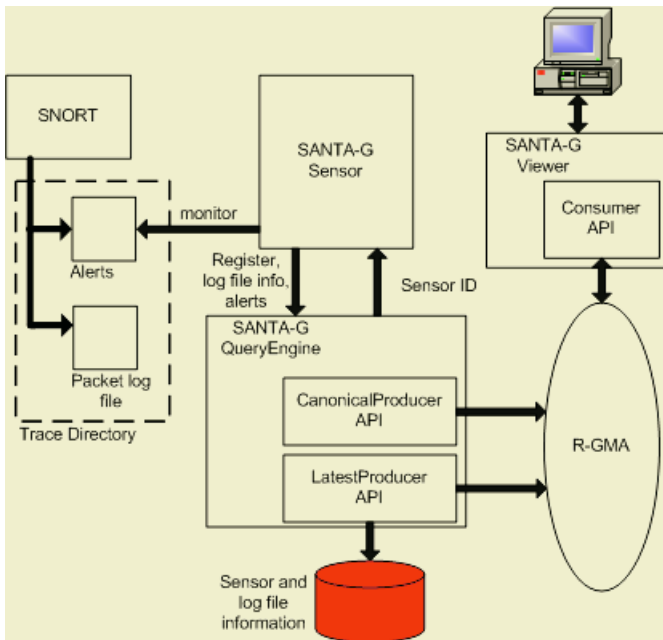 SNORT
SANTA-G
Sensor
SANTA-G
Viewer
Consumer
API
monitor
Alerts
Register,
log file info,
alerts
Sensor ID
Packet log
file
Trace Directory
SANTA-G
QueryEngine
CanonicalProducer
API
LatestProducer
API
R-GMA
Sensor and
log file
information